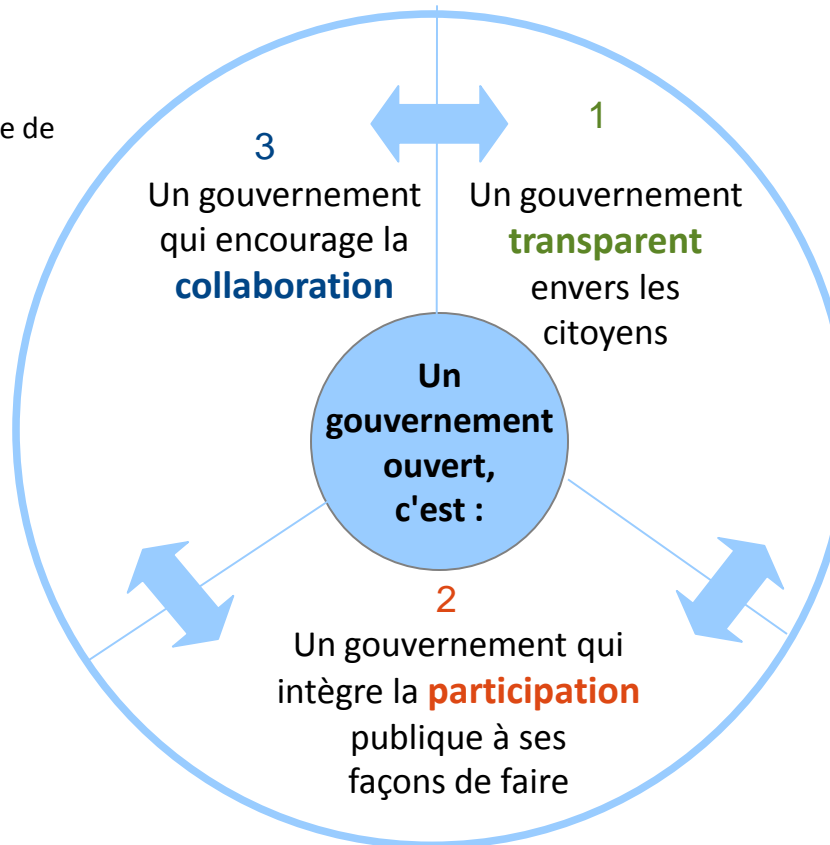 e de
3
Un gouvernement
qui encourage la
collaboration
1
Un gouvernement
transparent
envers les
citoyens
Un
gouvernement
ouvert,
c'est :
2
Un gouvernement qui
intègre la participation
publique à ses
façons de faire